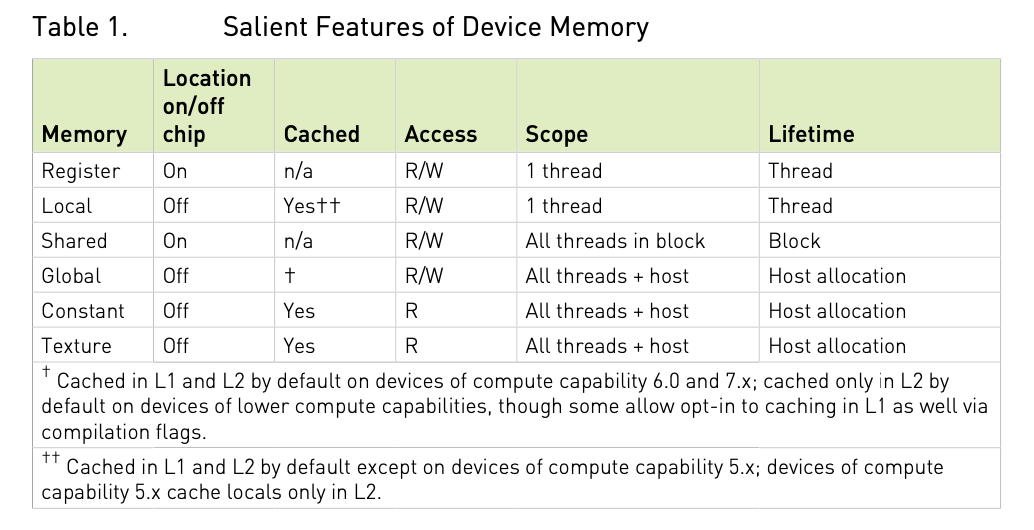 Table 1. Salient Features of Device Memory
Memory Location on/off chip Cached Access Scope Lifetime
Register On n/a R/W 1 thread Thread
Local Off Yes†† R/W 1 thread Thread
Shared On n/a R/W All threads in block Block
Global Off † R/W All threads + host Host allocation
Constant Off Yes R All threads + host Host allocation
Texture Off Yes R All threads + host Host allocation
† Cached in L1 and L2 by default on devices of compute capability 6.0 and 7.x; cached only in L2 by
default on devices of lower compute capabilities, though some allow opt-in to caching in L1 as well via
compilation flags.
†† Cached in L1 and L2 by default except on devices of compute capability 5.x; devices of compute
capability 5.x cache locals only in L2.